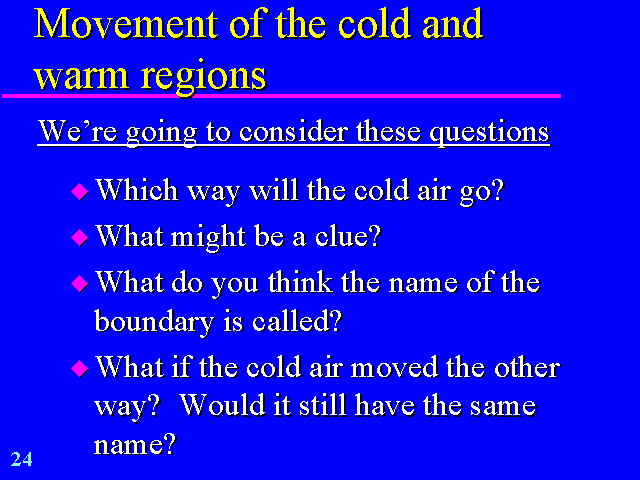 Movement of the cold and
warm regions
We're going to consider these questions
Which way will the cold air go?
What might be a clue?
What do you think the name of the
boundary is called?
What if the cold air moved the other
way?  Would it still have the same
name?
24